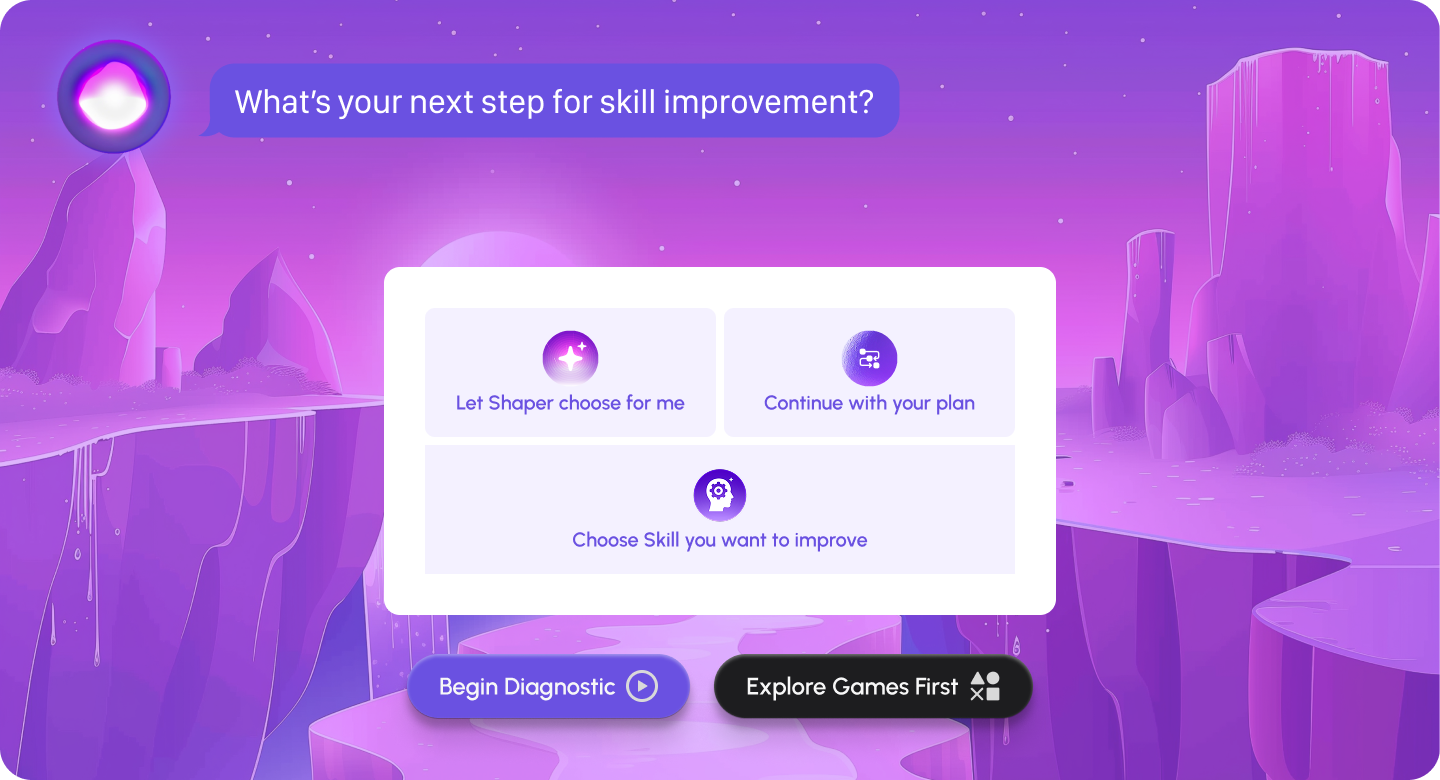 What’s your next step for skill improvement?
Let Shaper choose for me
Continue with your plan
Choose Skill you want to improve
Begin Diagnostic
Explore Games First